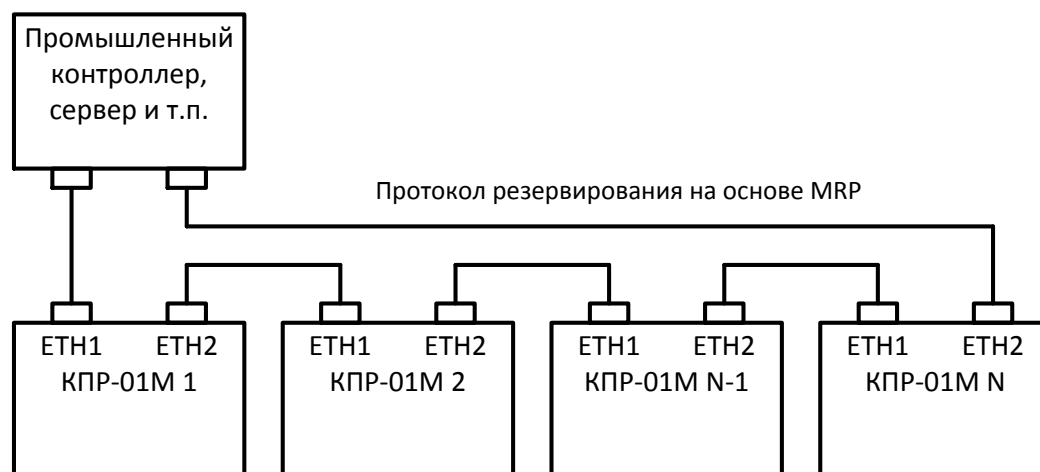 Промышленный
контроллер,
сервер и т.п.
Протокол резервирования на основе MRP
ETH1 ETH2
КПР-01М 1
ETH1 ETH2
КПР-01М 2
ETH1 ETH2
КПР-01М N-1
ETH1 ETH2
КПР-01М N